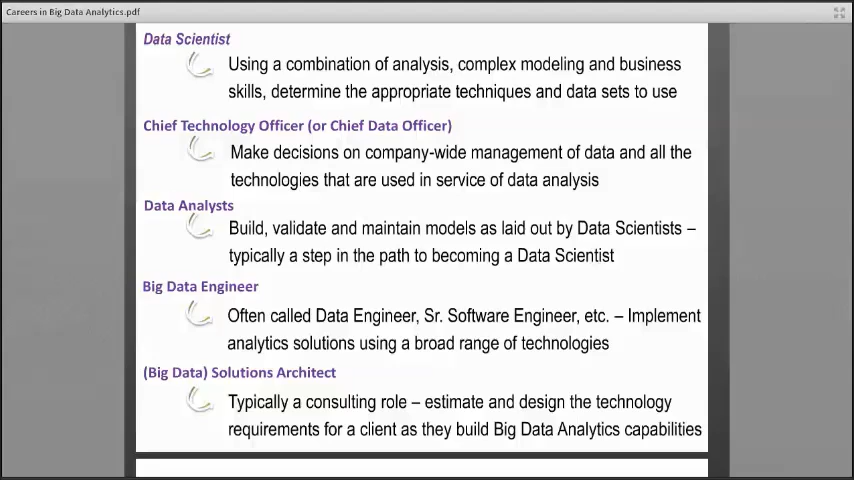 Careers in Big Data Analytics.pdf
Data Scientist
Using a combination of analysis, complex modeling and business
skills, determine the appropriate techniques and data sets to use
Chief Technology Officer (or Chief Data Officer)
Make decisions on company-wide management of data and all the
technologies that are used in service of data analysis
Data Analysts
Build, validate and maintain models as laid out by Data Scientists –
typically a step in the path to becoming a Data Scientist
Big Data Engineer
Often called Data Engineer, Sr. Software Engineer, etc. – Implement
analytics solutions using a broad range of technologies
(Big Data) Solutions Architect
Typically a consulting role – estimate and design the technology
requirements for a client as they build Big Data Analytics capabilities